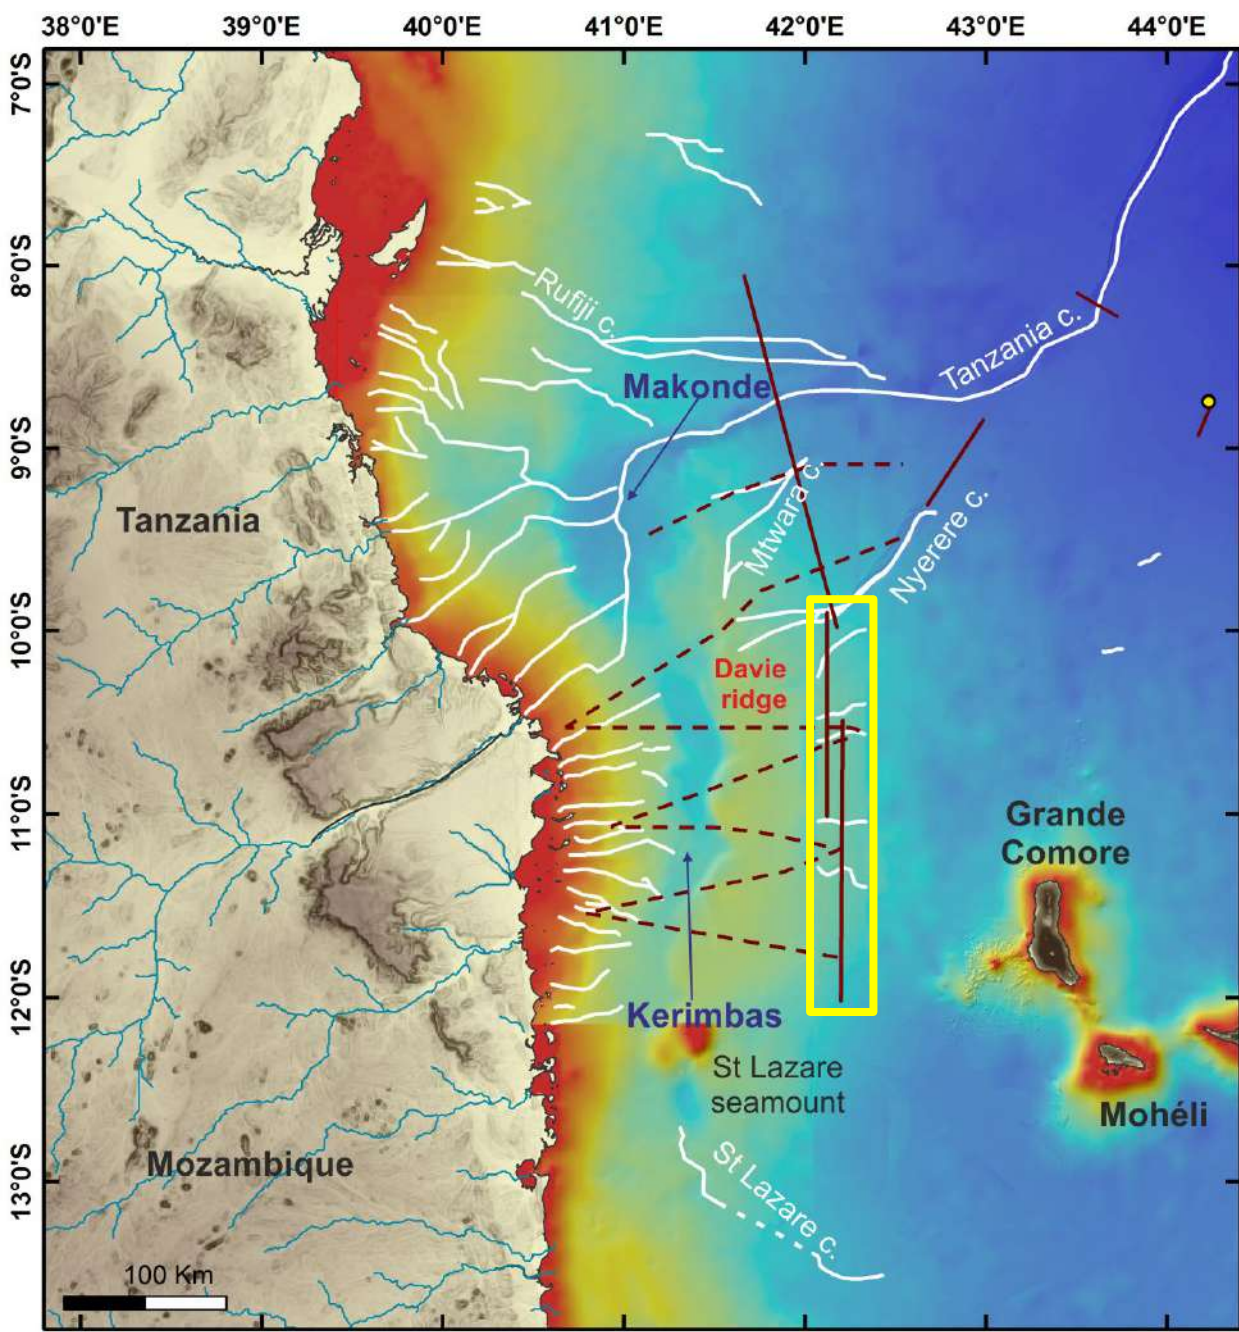 38°0'E 39°0'E 40°0'E 41°0'E 42°0'E 43°0'E 44°0'E
7°0'S
8°0'S
9°0'S
10°0'S
11°0'S
12°0'S
13°0'S
Rufiji c.
Tanzania c.
Makonde
Mtwara c.
Nyerere c.
Tanzania
Davie
ridge
Grande
Comore
Kerimbas
St Lazare
seamount
Mohéli
Mozambique
St Lazare c.
100 Km